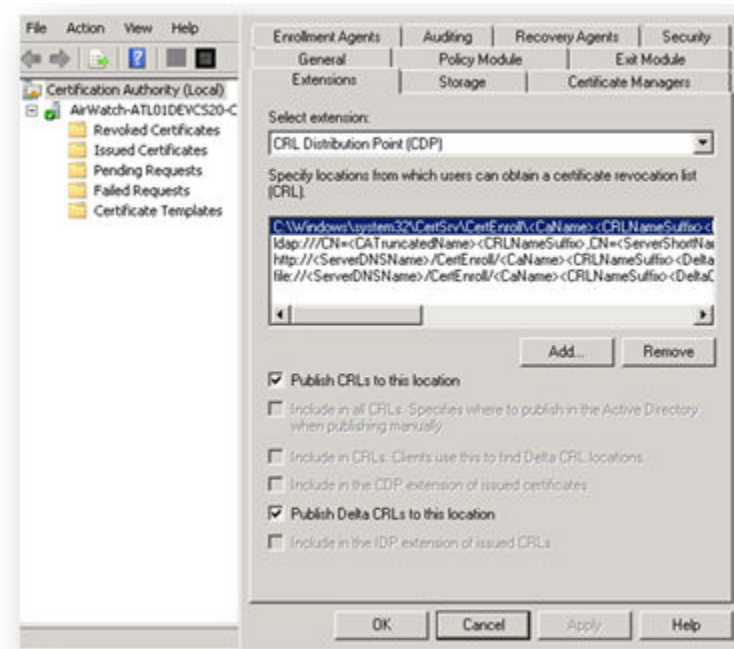 File Action View Help
Certification Authority (Local)
AirWatch-ATL01DEVCS20-C
Revoked Certificates
Issued Certificates
Pending Requests
Failed Requests
Certificate Templates
Enrollment Agents Auditing Recovery Agents Security
General Policy Module Exit Module
Extensions Storage Certificate Managers
Select extension:
CRL Distribution Point (CDP)
Specify locations from which users can obtain a certificate revocation list
(CRL).
C:\Windows\system32\CertSrv\CertEnroll\<CaName><CRLNameSuffix><
ldap:///CN=<CATruncatedName><CRLNameSuffix>,CN=<ServerShortNa
http://<ServerDNSName>/CertEnroll/<CaName><CRLNameSuffix><Delta
file://<ServerDNSName>/CertEnroll/<CaName><CRLNameSuffix><DeltaC
Add... Remove
Publish CRLs to this location
Include in all CRLs. Specifies where to publish in the Active Directory
when publishing manually.
Include in CRLs. Clients use this to find Delta CRL locations.
Include in the CDP extension of issued certificates
Publish Delta CRLs to this location
Include in the IDP extension of issued CRLs
OK Cancel Apply Help